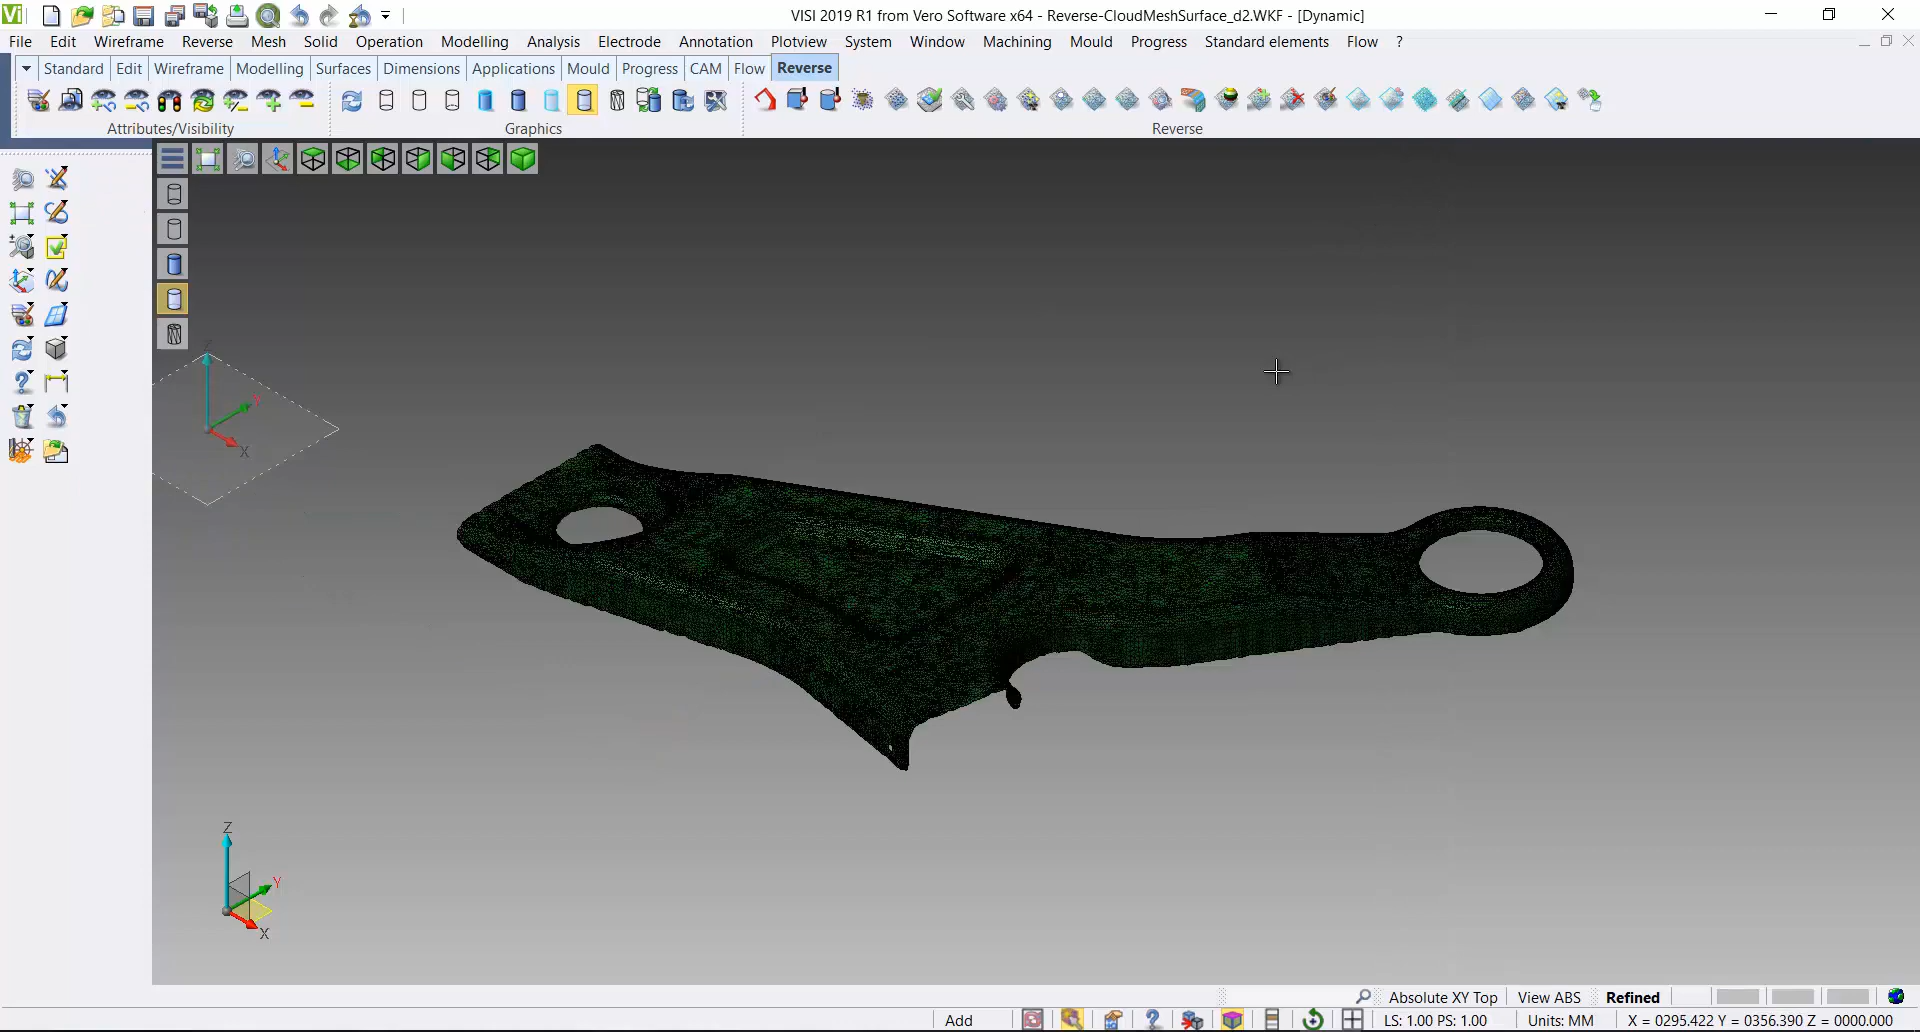 Vi
VISI 2019 R1 from Vero Software x64 - Reverse-CloudMeshSurface_d2.WKF - [Dynamic]
File Edit Wireframe Reverse Mesh Solid Operation Modelling Analysis Electrode Annotation Plotview System Window Machining Mould Progress Standard elements Flow ?
Standard Edit Wireframe Modelling Surfaces Dimensions Applications Mould Progress CAM Flow Reverse
Attributes/Visibility Graphics Reverse
Z
Y
X
Z
Y
X
Absolute XY Top View ABS Refined
Add LS: 1.00 PS: 1.00 Units: MM X = 0295.422 Y = 0356.390 Z = 0000.000